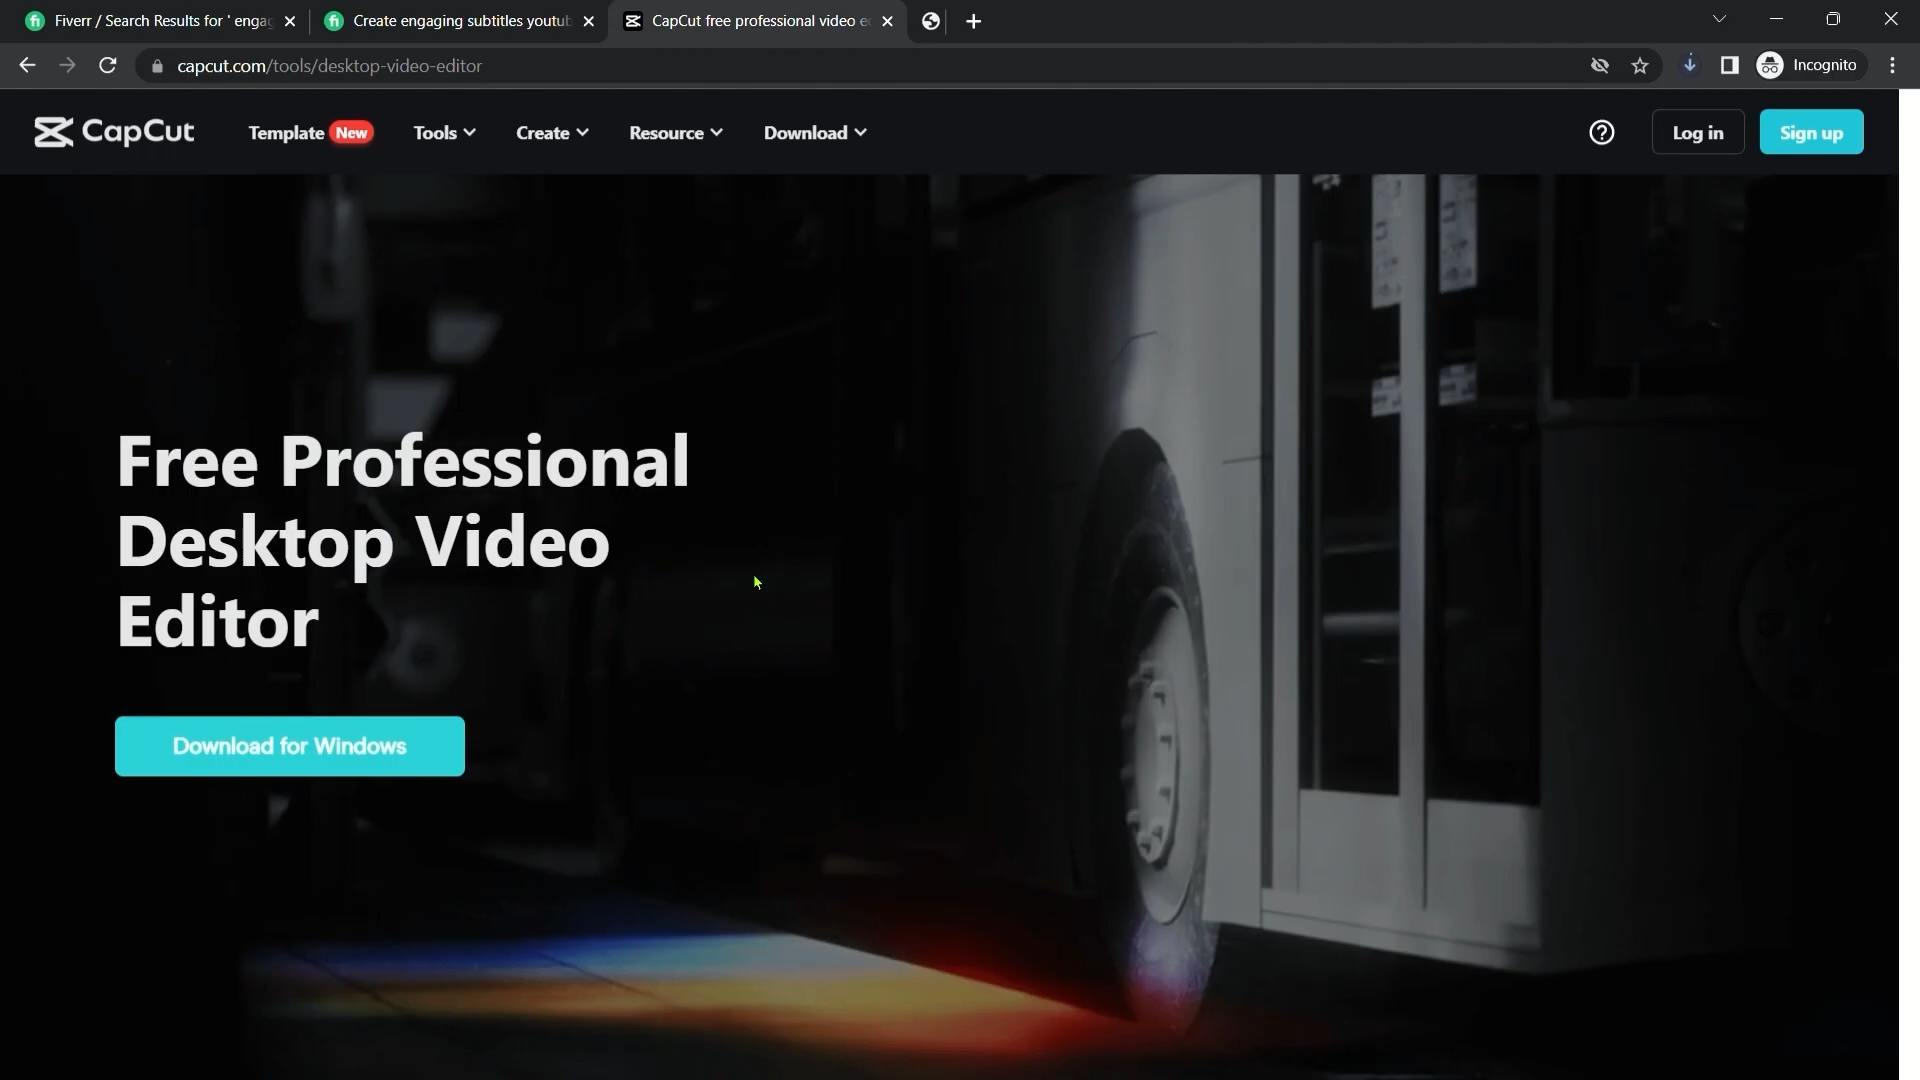 Fiverr / Search Results for ' engag
Create engaging subtitles youtub
CapCut free professional video e
capcut.com/tools/desktop-video-editor
Incognito
CapCut
Template New
Tools
Create
Resource
Download
Log in
Sign up
Free Professional
Desktop Video
Editor
Download for Windows